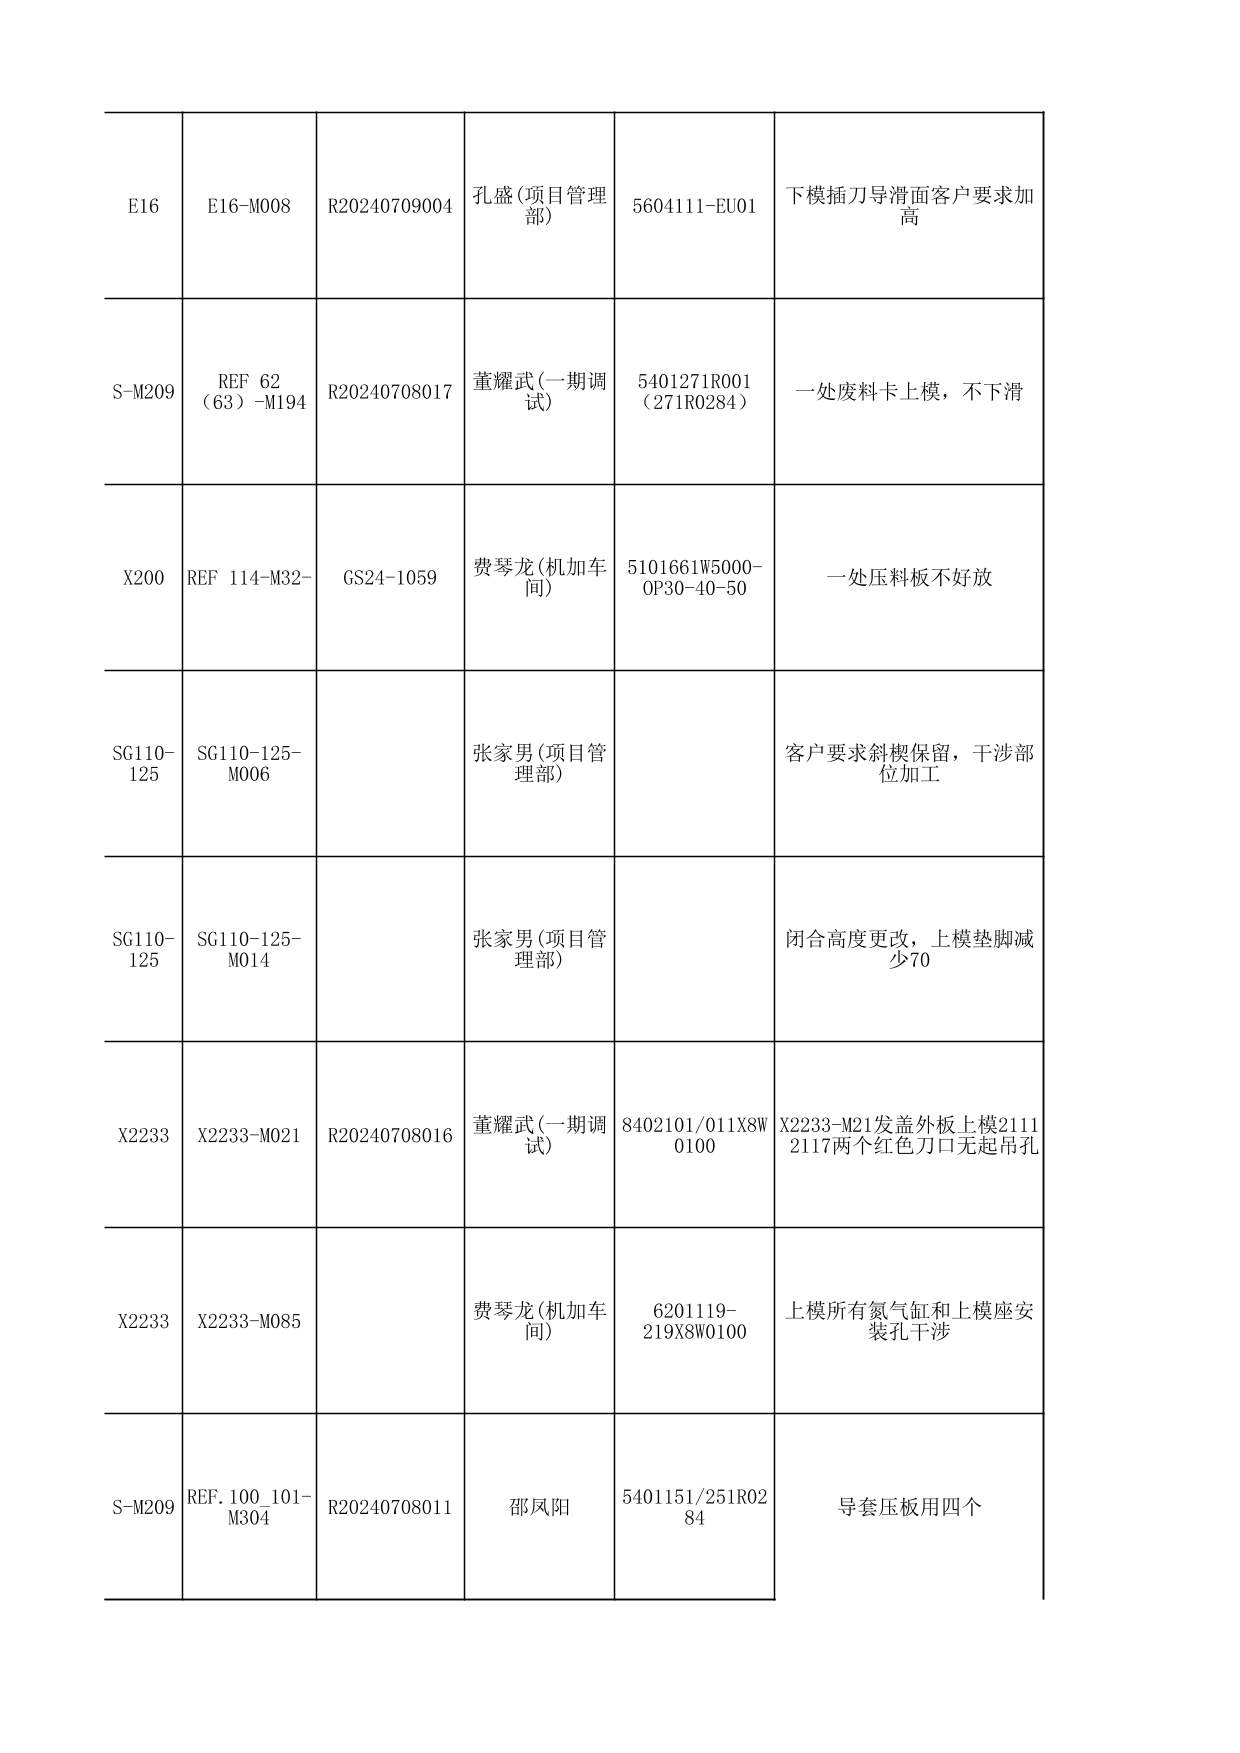 E16
E16-M008
R20240709004
孔盛(项目管理
部)
5604111-EU01
下模插刀导滑面客户要求加
高
S-M209
REF 62
（63）-M194
R20240708017
董耀武(一期调
试)
5401271R001
（271R0284）
一处废料卡上模，不下滑
X200
REF 114-M32-
GS24-1059
费琴龙(机加车
间)
5101661W5000-
OP30-40-50
一处压料板不好放
SG110-
125
SG110-125-
M006
张家男(项目管
理部)
客户要求斜楔保留，干涉部
位加工
SG110-
125
SG110-125-
M014
张家男(项目管
理部)
闭合高度更改，上模垫脚减
少70
X2233
X2233-M021
R20240708016
董耀武(一期调
试)
8402101/011X8W
0100
X2233-M21发盖外板上模2111
2117两个红色刀口无起吊孔
X2233
X2233-M085
费琴龙(机加车
间)
6201119-
219X8W0100
上模所有氮气缸和上模座安
装孔干涉
S-M209
REF.100_101-
M304
R20240708011
邵凤阳
5401151/251R02
84
导套压板用四个